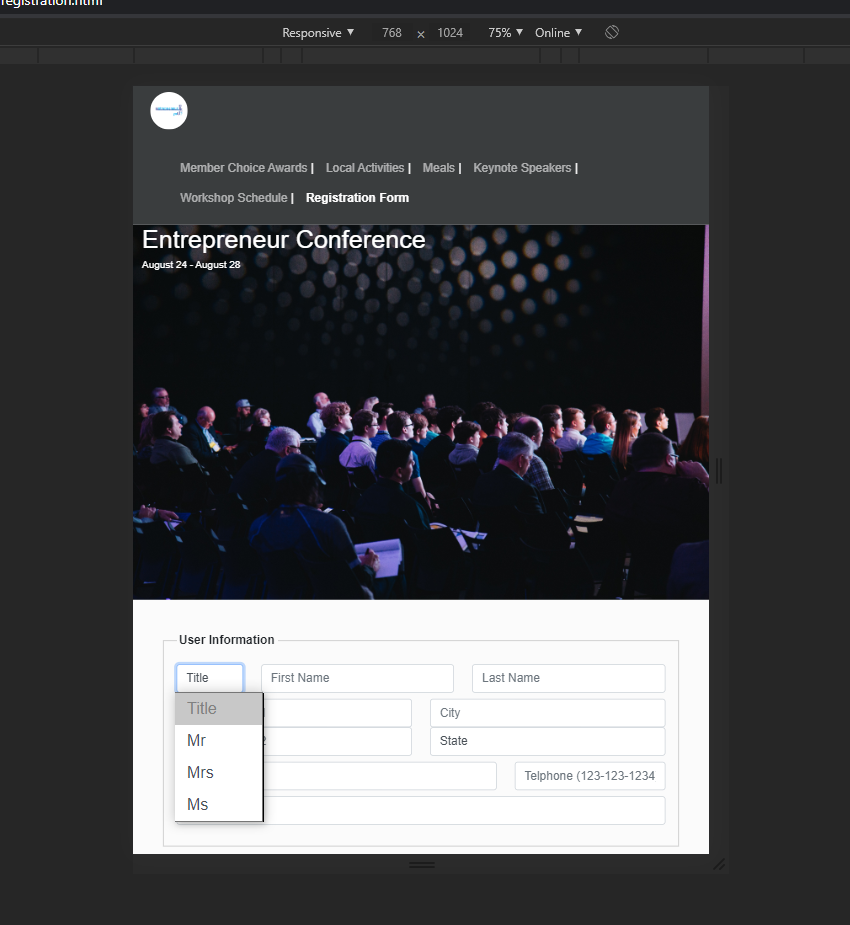 registration.html
Responsive ▼ 768 × 1024 75% ▼ Online ▼
Member Choice Awards | Local Activities | Meals | Keynote Speakers |
Workshop Schedule | Registration Form
Entrepreneur Conference
August 24 - August 28
User Information
Title First Name Last Name
Title
City
Mr
2 State
Mrs
Telphone (123-123-1234
Ms